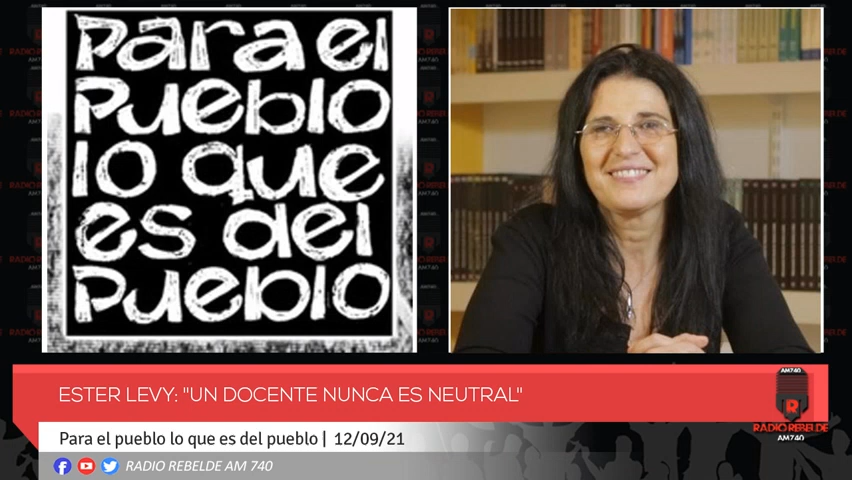 Para el
Pueblo
lo que
es del
Pueblo
ESTER LEVY: "UN DOCENTE NUNCA ES NEUTRAL"
AM740
R
RADIO REBELDE
AM740
Para el pueblo lo que es del pueblo | 12/09/21
RADIO REBELDE AM 740